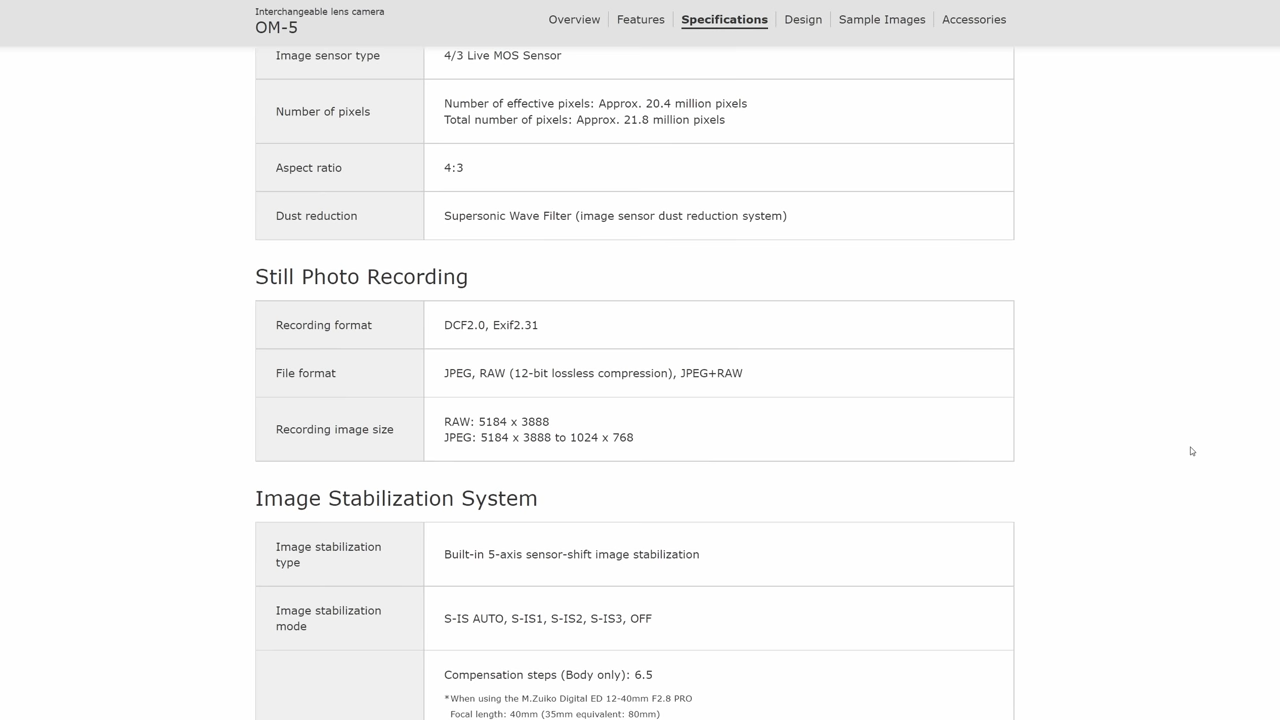 Interchangeable lens camera
OM-5
Overview
Features
Specifications
Design
Sample Images
Accessories
Image sensor type
4/3 Live MOS Sensor
Number of pixels
Number of effective pixels: Approx. 20.4 million pixels
Total number of pixels: Approx. 21.8 million pixels
Aspect ratio
4:3
Dust reduction
Supersonic Wave Filter (image sensor dust reduction system)
Still Photo Recording
Recording format
DCF2.0, Exif2.31
File format
JPEG, RAW (12-bit lossless compression), JPEG+RAW
Recording image size
RAW: 5184 x 3888
JPEG: 5184 x 3888 to 1024 x 768
Image Stabilization System
Image stabilization
type
Built-in 5-axis sensor-shift image stabilization
Image stabilization
mode
S-IS AUTO, S-IS1, S-IS2, S-IS3, OFF
Compensation steps (Body only): 6.5
*When using the M.Zuiko Digital ED 12-40mm F2.8 PRO
Focal length: 40mm (35mm equivalent: 80mm)